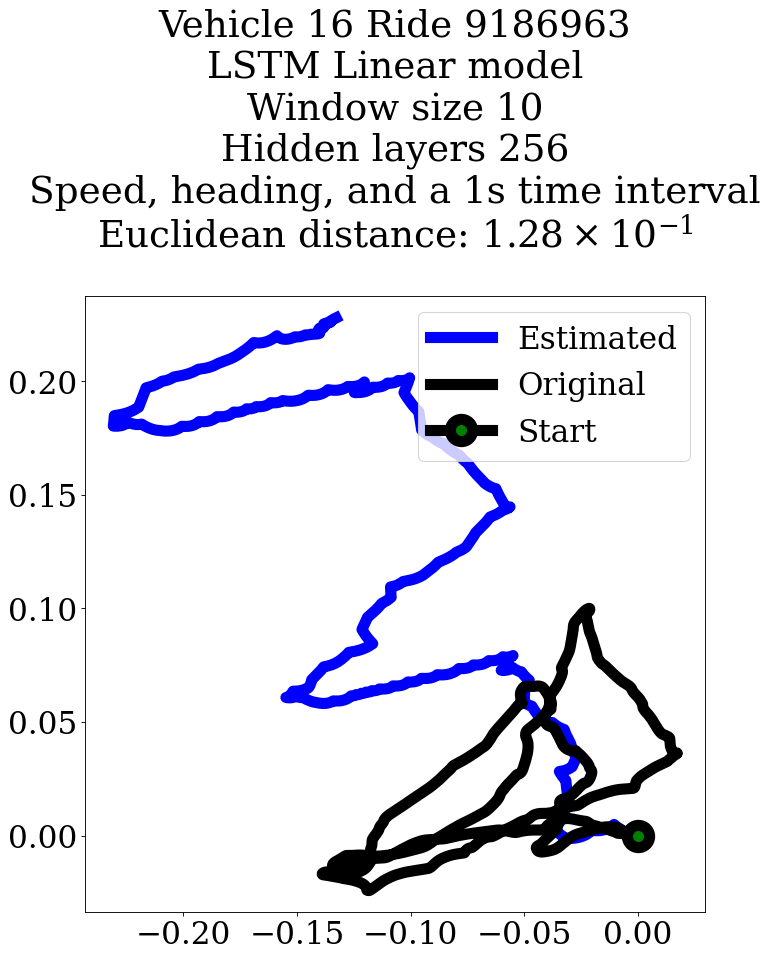 Vehicle 16 Ride 9186963
LSTM Linear model
Window size 10
Hidden layers 256
Speed, heading, and a 1s time interval
Euclidean distance: 1.28 × 10⁻¹
Estimated
Original
Start
0.20
0.15
0.10
0.05
0.00
−0.20 −0.15 −0.10 −0.05 0.00